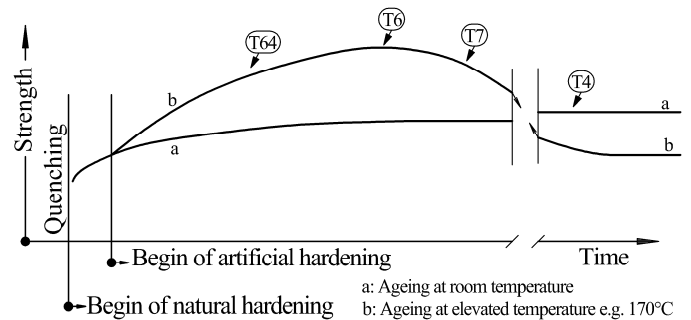 Strength
Quenching
T64
T6
T7
T4
b
a
a
b
Time
Begin of artificial hardening
Begin of natural hardening
a: Ageing at room temperature
b: Ageing at elevated temperature e.g. 170°C